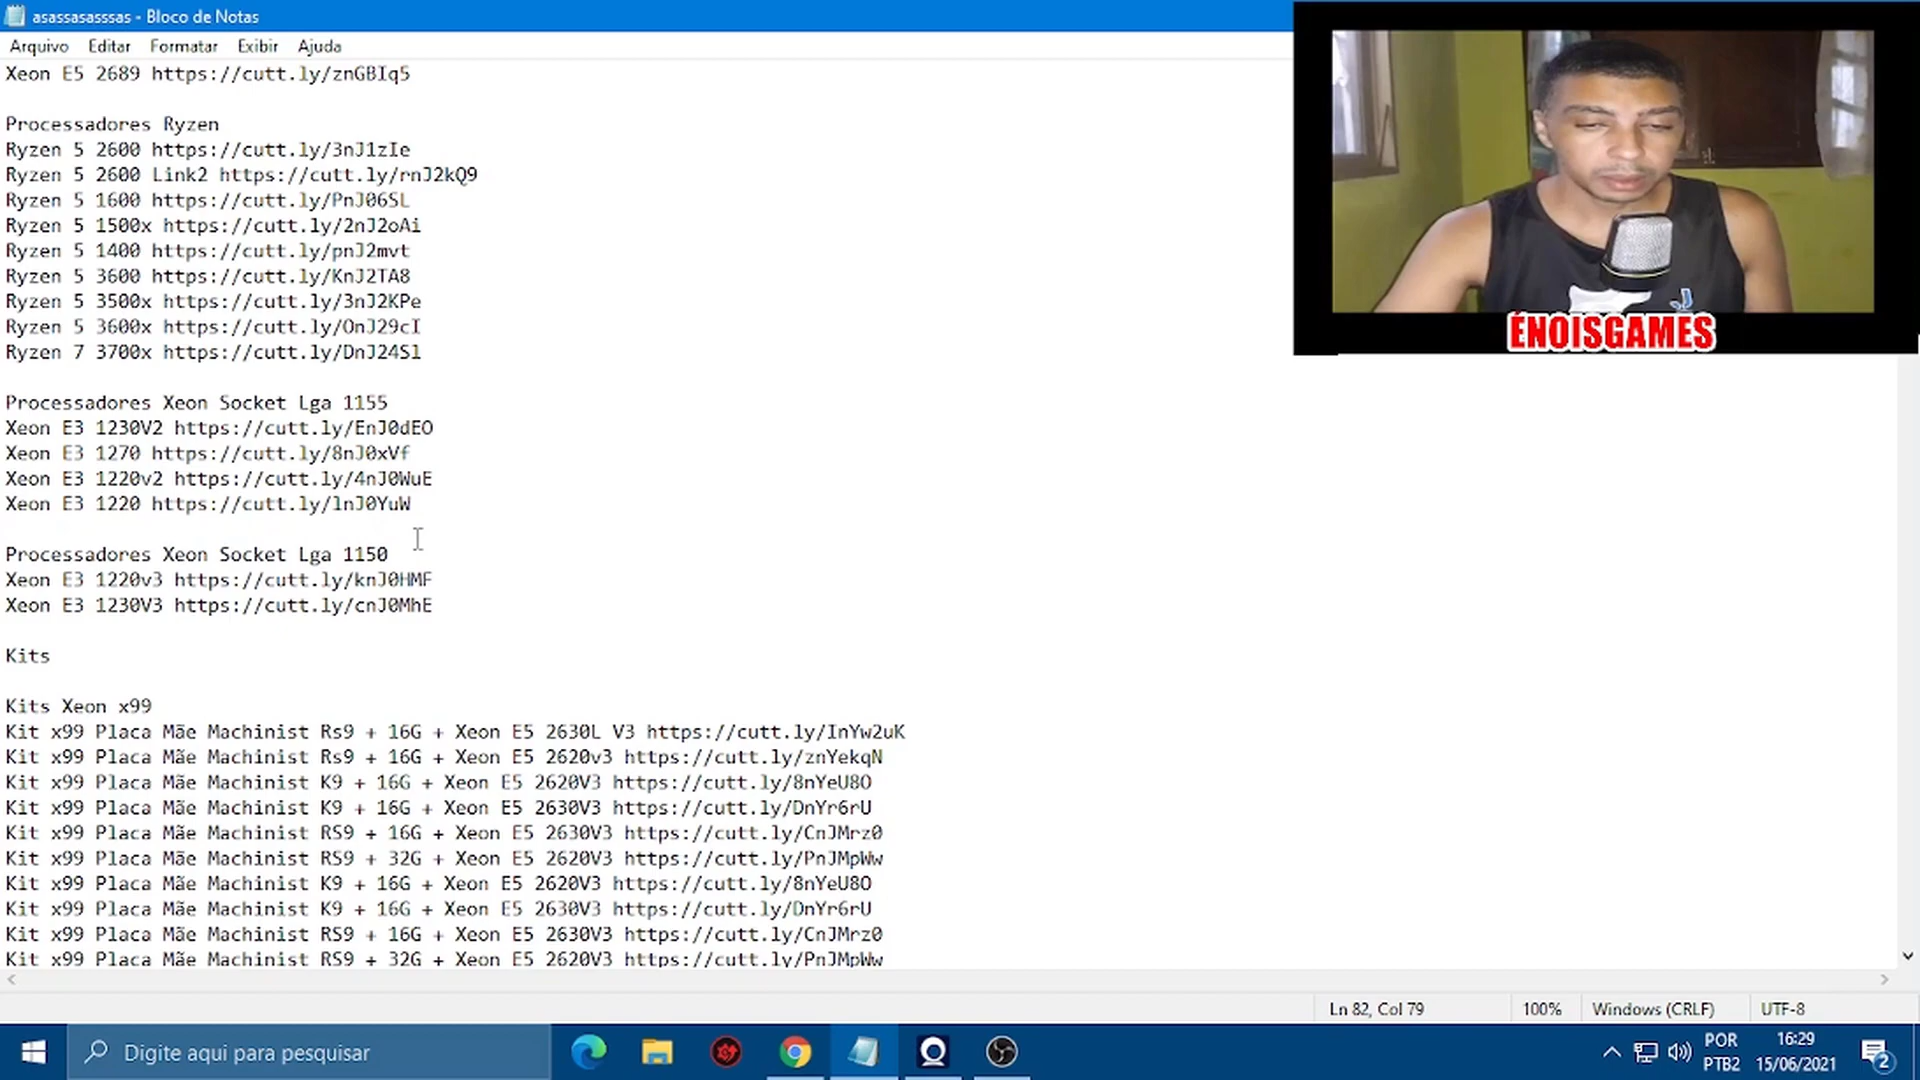 asassasasssas - Bloco de Notas
Arquivo Editar Formatar Exibir Ajuda
Xeon E5 2689 https://cutt.ly/znGBIq5
Processadores Ryzen
Ryzen 5 2600 https://cutt.ly/3nJ1zIe
Ryzen 5 2600 Link2 https://cutt.ly/rnJ2kQ9
Ryzen 5 1600 https://cutt.ly/PnJ06SL
Ryzen 5 1500x https://cutt.ly/2nJ2oAi
Ryzen 5 1400 https://cutt.ly/pnJ2mvt
Ryzen 5 3600 https://cutt.ly/KnJ2TA8
Ryzen 5 3500x https://cutt.ly/3nJ2KPe
Ryzen 5 3600x https://cutt.ly/OnJ29cI
Ryzen 7 3700x https://cutt.ly/DnJ24Sl
Processadores Xeon Socket Lga 1155
Xeon E3 1230V2 https://cutt.ly/EnJ0dEO
Xeon E3 1270 https://cutt.ly/8nJ0xVf
Xeon E3 1220v2 https://cutt.ly/4nJ0WuE
Xeon E3 1220 https://cutt.ly/lnJ0YuW
Processadores Xeon Socket Lga 1150
Xeon E3 1220v3 https://cutt.ly/knJ0HMF
Xeon E3 1230V3 https://cutt.ly/cnJ0MhE
Kits
Kits Xeon x99
Kit x99 Placa Mãe Machinist Rs9 + 16G + Xeon E5 2630L V3 https://cutt.ly/InYw2uK
Kit x99 Placa Mãe Machinist Rs9 + 16G + Xeon E5 2620v3 https://cutt.ly/znYekqN
Kit x99 Placa Mãe Machinist K9 + 16G + Xeon E5 2620V3 https://cutt.ly/8nYeU8O
Kit x99 Placa Mãe Machinist K9 + 16G + Xeon E5 2630V3 https://cutt.ly/DnYr6rU
Kit x99 Placa Mãe Machinist RS9 + 16G + Xeon E5 2630V3 https://cutt.ly/CnJMrz0
Kit x99 Placa Mãe Machinist RS9 + 32G + Xeon E5 2620V3 https://cutt.ly/PnJMpWw
Kit x99 Placa Mãe Machinist K9 + 16G + Xeon E5 2620V3 https://cutt.ly/8nYeU8O
Kit x99 Placa Mãe Machinist K9 + 16G + Xeon E5 2630V3 https://cutt.ly/DnYr6rU
Kit x99 Placa Mãe Machinist RS9 + 16G + Xeon E5 2630V3 https://cutt.ly/CnJMrz0
Kit x99 Placa Mãe Machinist RS9 + 32G + Xeon E5 2620V3 https://cutt.ly/PnJMpWw
ÉNOISGAMES
Ln 82, Col 79 100% Windows (CRLF) UTF-8
Digite aqui para pesquisar
POR
PTB2
16:29
15/06/2021
2